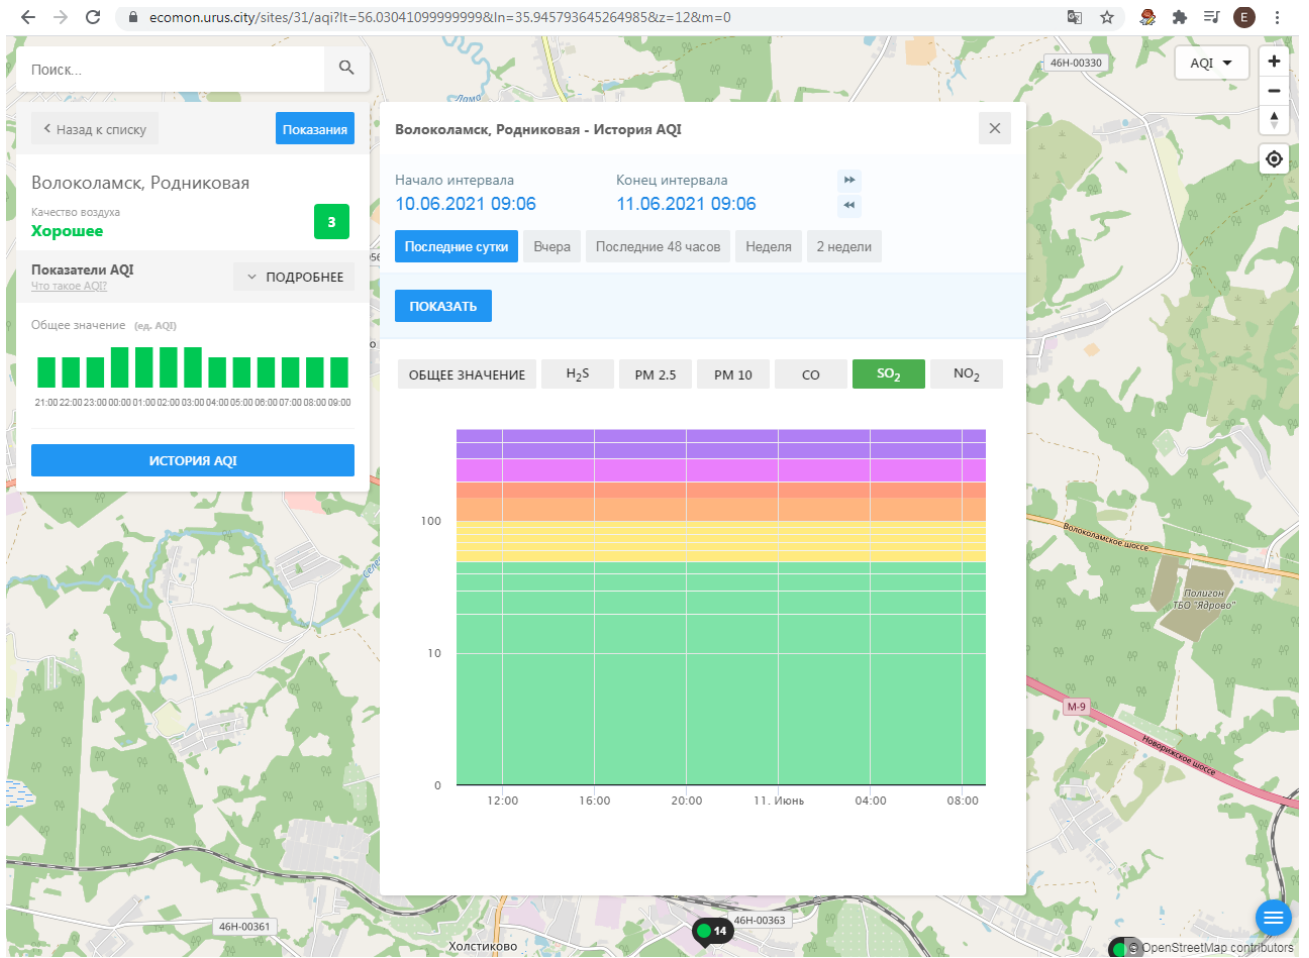 ecomon.urus.city/sites/31/aqi?lt=56.03041099999999&ln=35.945793645264985&z=12&m=0
E
Поиск...
46Н-00330
AQI
Назад к списку
Показания
Волоколамск, Родниковая - История AQI
Волоколамск, Родниковая
Качество воздуха
Хорошее
3
Начало интервала
Конец интервала
10.06.2021 09:06
11.06.2021 09:06
Последние сутки
Вчера
Последние 48 часов
Неделя
2 недели
Показатели AQI
Что такое AQI?
ПОДРОБНЕЕ
ПОКАЗАТЬ
Общее значение (ед. AQI)
21:00 22:00 23:00 00:00 01:00 02:00 03:00 04:00 05:00 06:00 07:00 08:00 09:00
ИСТОРИЯ AQI
ОБЩЕЕ ЗНАЧЕНИЕ
H2S
PM 2.5
PM 10
CO
SO2
NO2
100
10
0
12:00
16:00
20:00
11. Июнь
04:00
08:00
Волоколамское шоссе
Полигон
ТБО "Ядрово"
М-9
Новорижское шоссе
46Н-00361
46Н-00363
14
Холстиково
© OpenStreetMap contributors